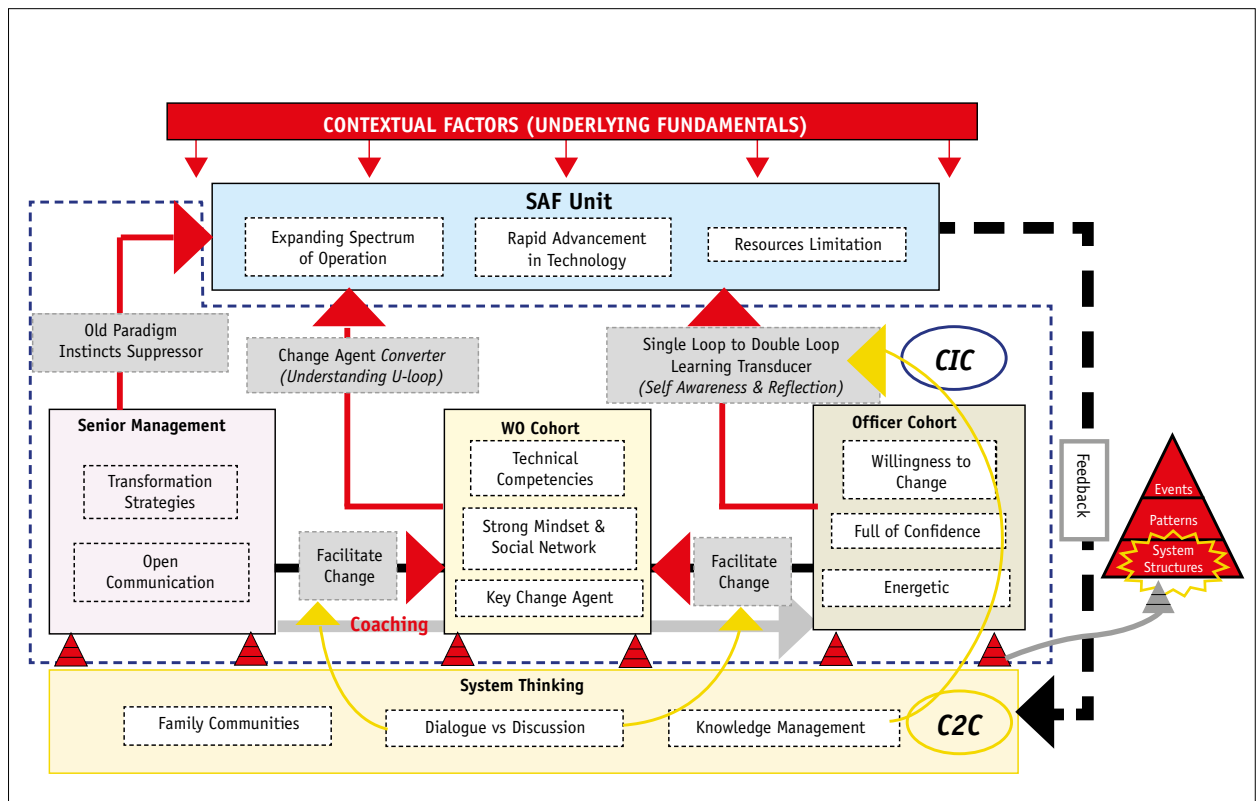 CONTEXTUAL FACTORS (UNDERLYING FUNDAMENTALS)
SAF Unit
Expanding Spectrum
of Operation
Rapid Advancement
in Technology
Resources Limitation
Old Paradigm
Instincts Suppressor
Change Agent Converter
(Understanding U-loop)
Single Loop to Double Loop
Learning Transducer
(Self Awareness & Reflection)
CIC
Senior Management
Transformation
Strategies
Open
Communication
Facilitate
Change
WO Cohort
Technical
Competencies
Strong Mindset &
Social Network
Key Change Agent
Facilitate
Change
Officer Cohort
Willingness to
Change
Full of Confidence
Energetic
Coaching
Feedback
Events
Patterns
System
Structures
System Thinking
Family Communities
Dialogue vs Discussion
Knowledge Management
C2C